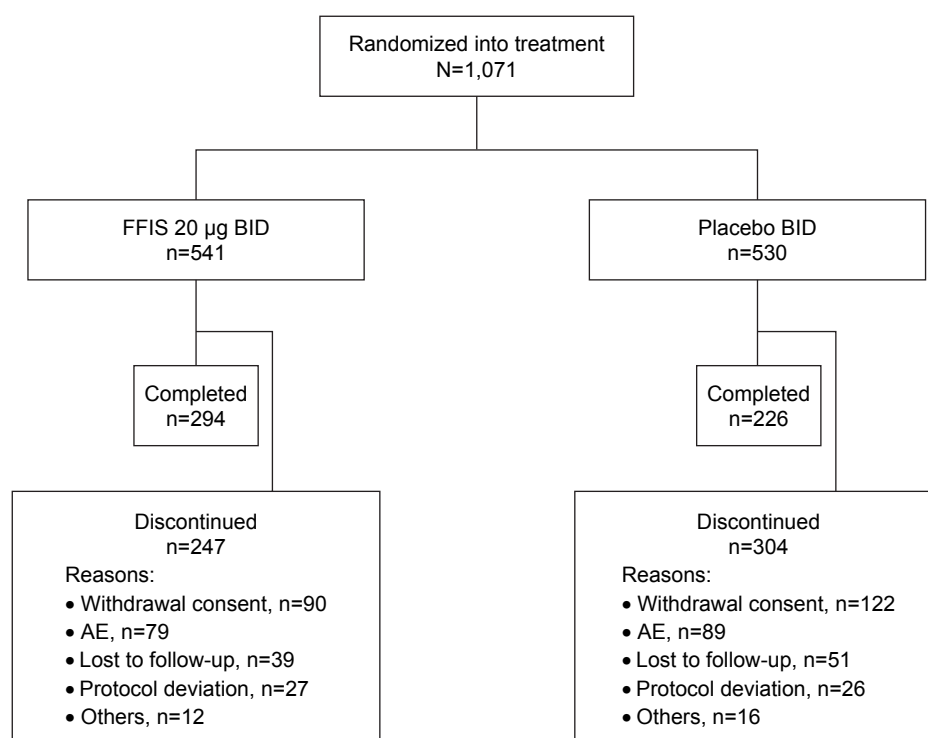 Randomized into treatment
N=1,071
FFIS 20 µg BID
n=541
Placebo BID
n=530
Completed
n=294
Completed
n=226
Discontinued
n=247
Reasons:
• Withdrawal consent, n=90
• AE, n=79
• Lost to follow-up, n=39
• Protocol deviation, n=27
• Others, n=12
Discontinued
n=304
Reasons:
• Withdrawal consent, n=122
• AE, n=89
• Lost to follow-up, n=51
• Protocol deviation, n=26
• Others, n=16